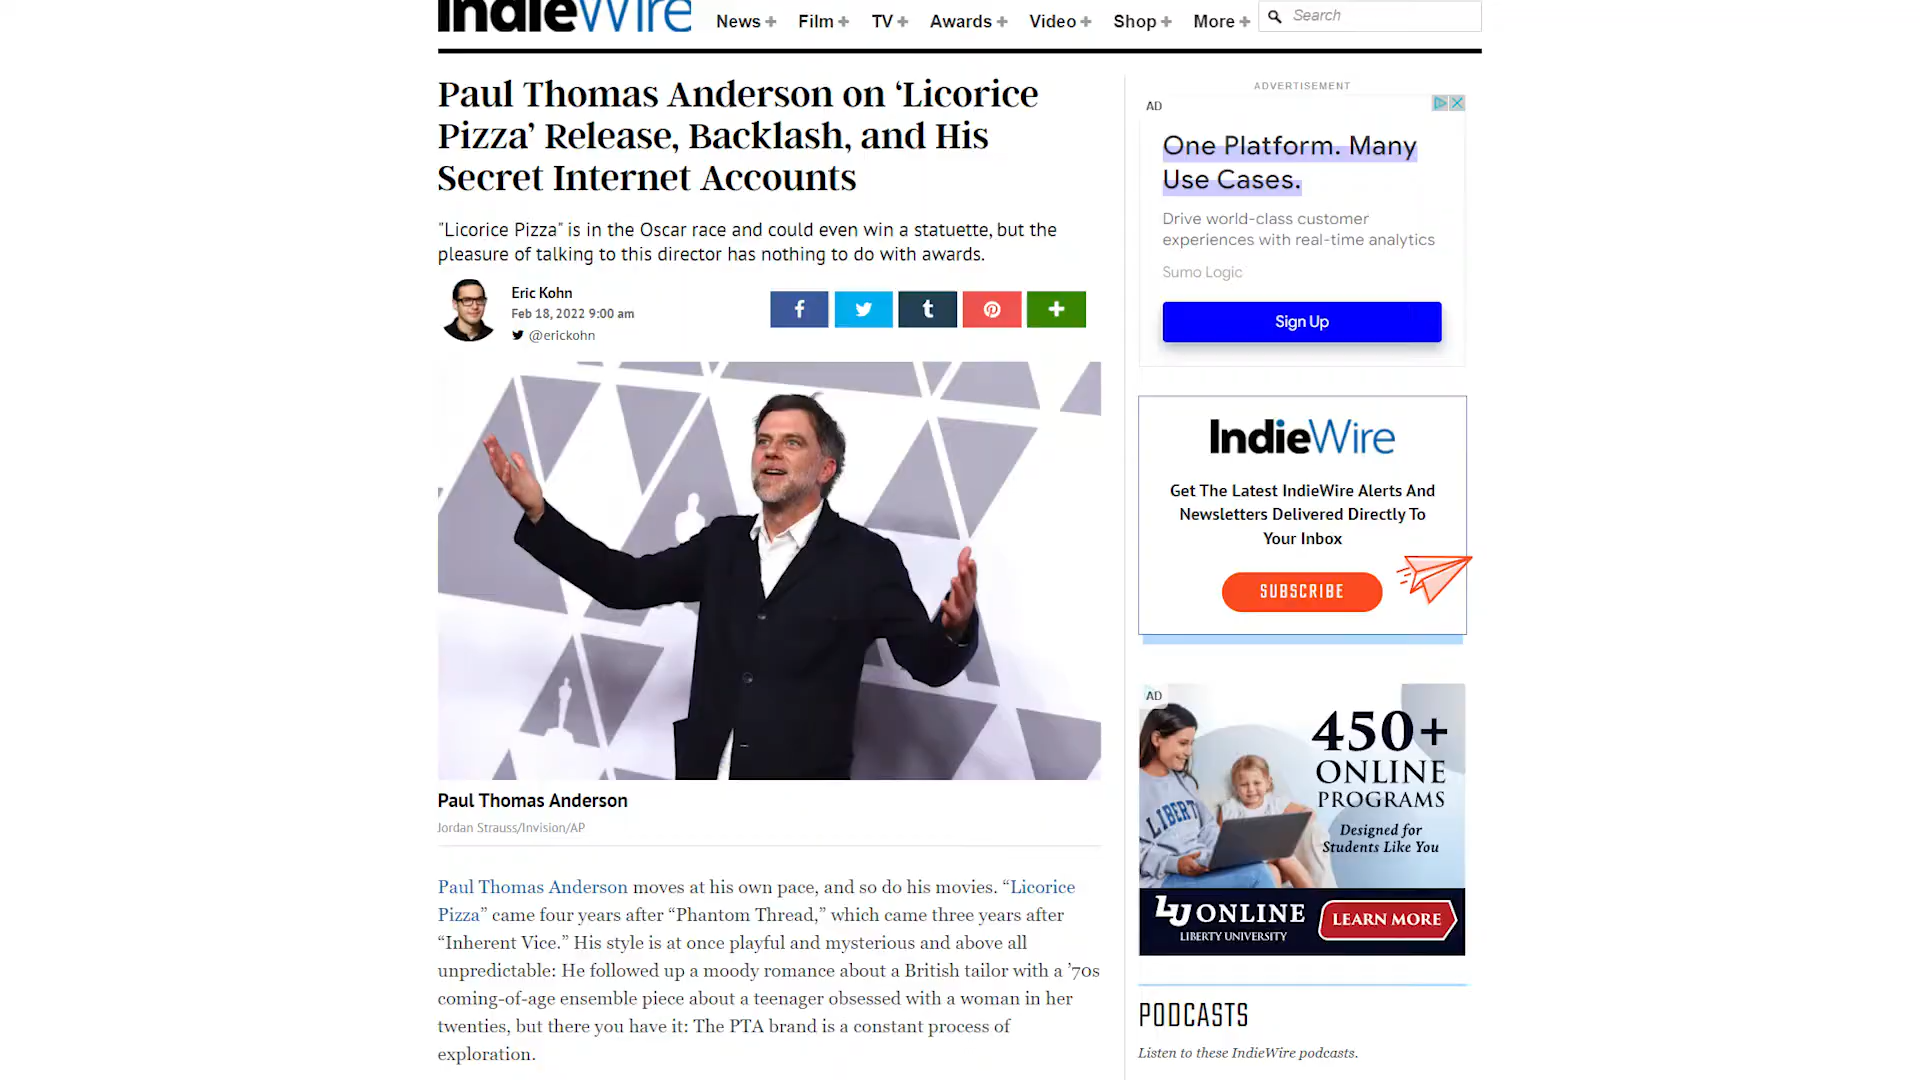 IndieWire
News + Film + TV + Awards + Video + Shop + More + Search
Paul Thomas Anderson on ‘Licorice
Pizza’ Release, Backlash, and His
Secret Internet Accounts
"Licorice Pizza" is in the Oscar race and could even win a statuette, but the
pleasure of talking to this director has nothing to do with awards.
Eric Kohn
Feb 18, 2022 9:00 am
@erickohn
Paul Thomas Anderson
Jordan Strauss/Invision/AP
Paul Thomas Anderson moves at his own pace, and so do his movies. “Licorice
Pizza” came four years after “Phantom Thread,” which came three years after
“Inherent Vice.” His style is at once playful and mysterious and above all
unpredictable: He followed up a moody romance about a British tailor with a ’70s
coming-of-age ensemble piece about a teenager obsessed with a woman in her
twenties, but there you have it: The PTA brand is a constant process of
exploration.
ADVERTISEMENT
AD
One Platform. Many
Use Cases.
Drive world-class customer
experiences with real-time analytics
Sumo Logic
Sign Up
IndieWire
Get The Latest IndieWire Alerts And
Newsletters Delivered Directly To
Your Inbox
SUBSCRIBE
AD
450+
ONLINE
PROGRAMS
Designed for
Students Like You
LIBERT
LU ONLINE
LIBERTY UNIVERSITY
LEARN MORE
PODCASTS
Listen to these IndieWire podcasts.